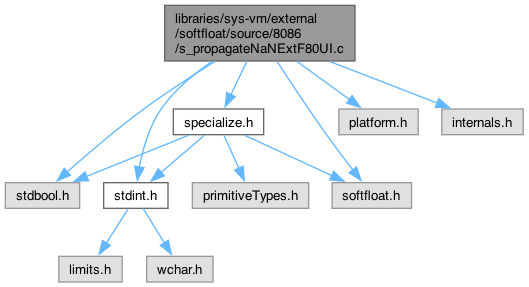 libraries/sys-vm/external
/softfloat/source/8086
/s_propagateNaNExtF80UI.c
specialize.h
platform.h
internals.h
stdbool.h
stdint.h
primitiveTypes.h
softfloat.h
limits.h
wchar.h